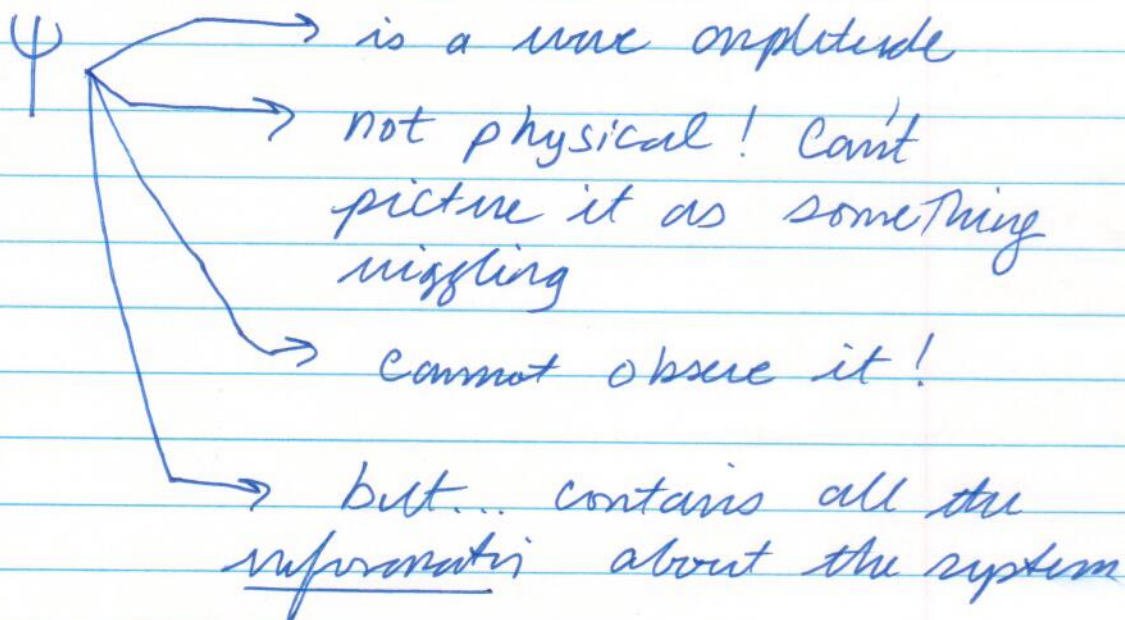 ψ
is a wave amplitude
not physical! Can't
picture it as something
wiggling
cannot observe it!
but... contains all the
information about the system